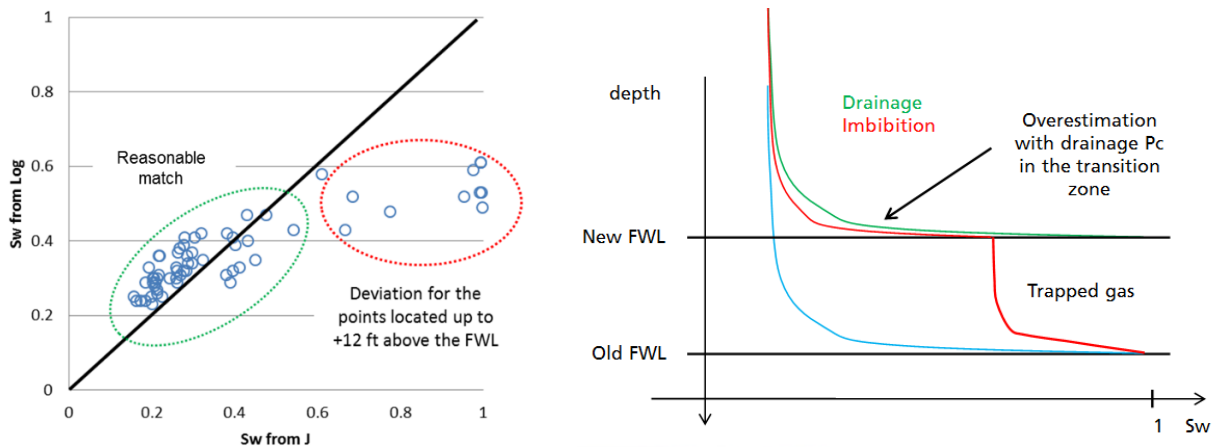 1
0.8
0.6
0.4
0.2
0
Sw from Log
Reasonable
match
Deviation for the
points located up to
+12 ft above the FWL
0
0.2
0.4
0.6
0.8
1
Sw from J
depth
Drainage
Imbibition
Overestimation
with drainage Pc
in the transition
zone
New FWL
Trapped gas
Old FWL
1
Sw